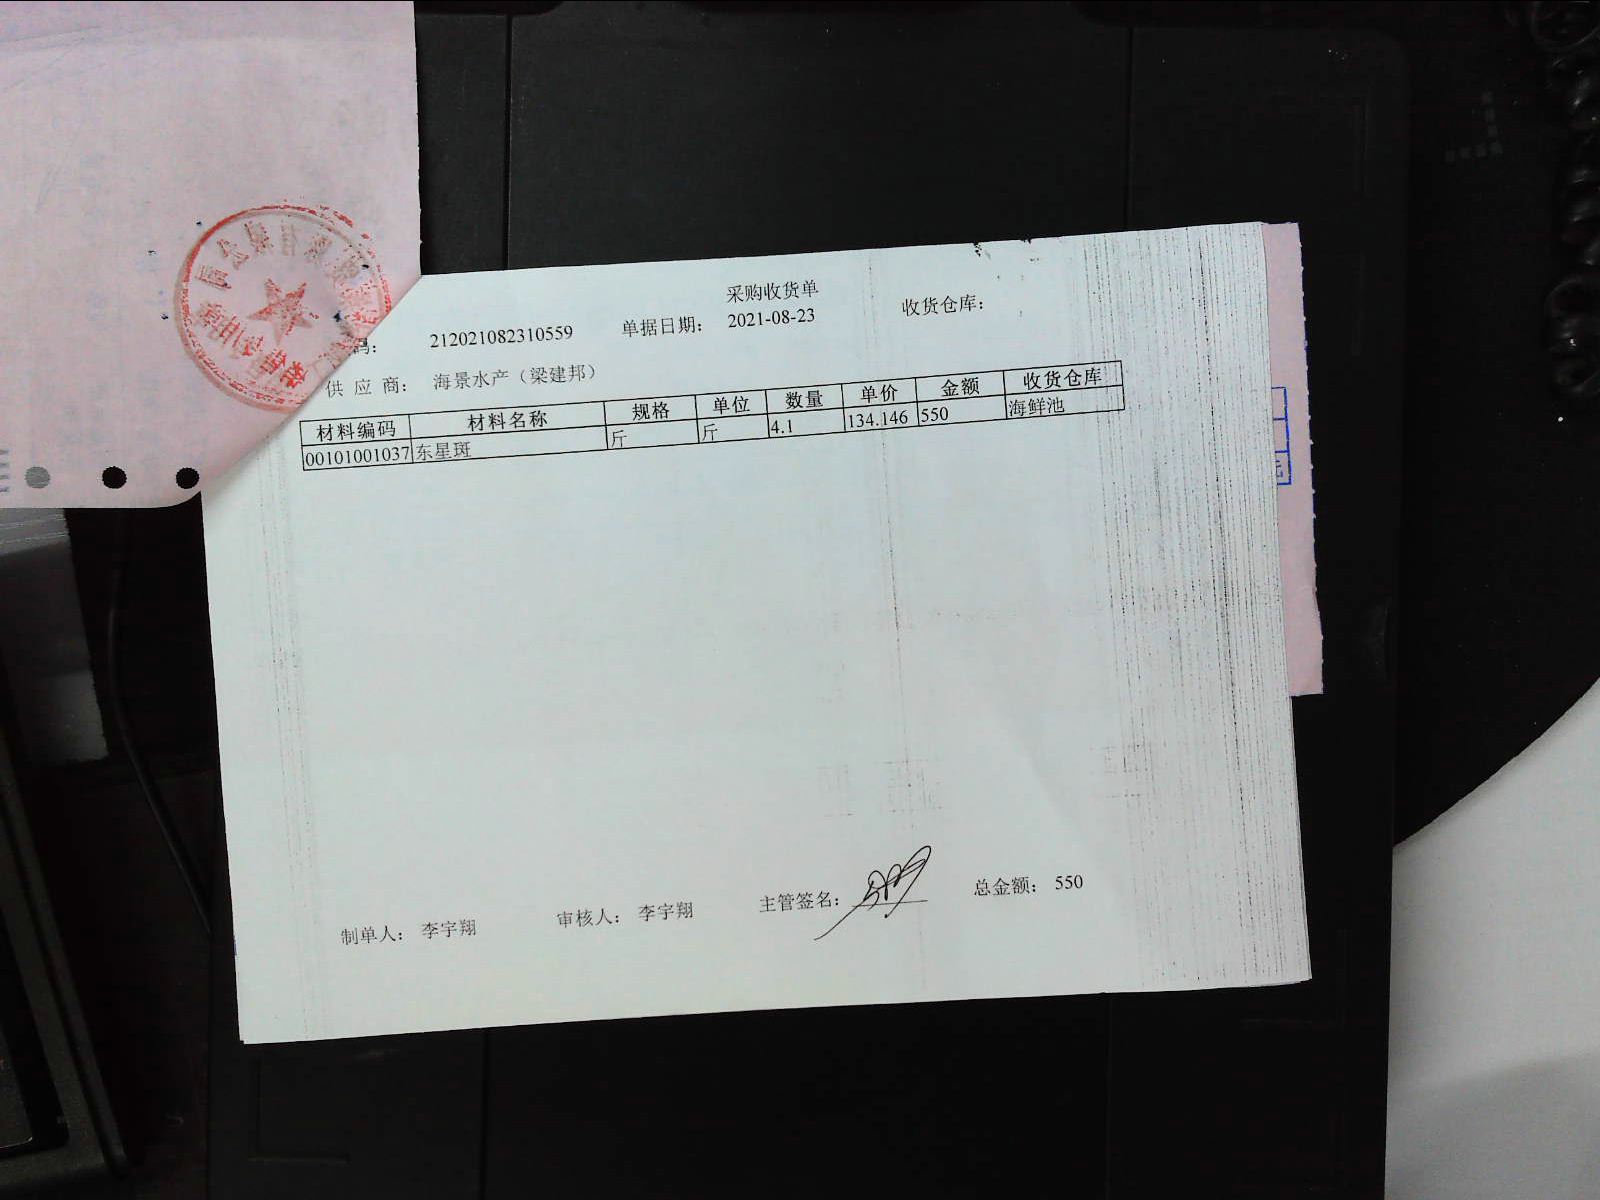 采购收货单
码： 212021082310559 单据日期： 2021-08-23 收货仓库：
供 应 商： 海景水产（梁建邦）
材料编码 材料名称 规格 单位 数量 单价 金额 收货仓库
00101001037 东星斑 斤 斤 4.1 134.146 550 海鲜池
制单人： 李宇翔 审核人： 李宇翔 主管签名： 总金额： 550